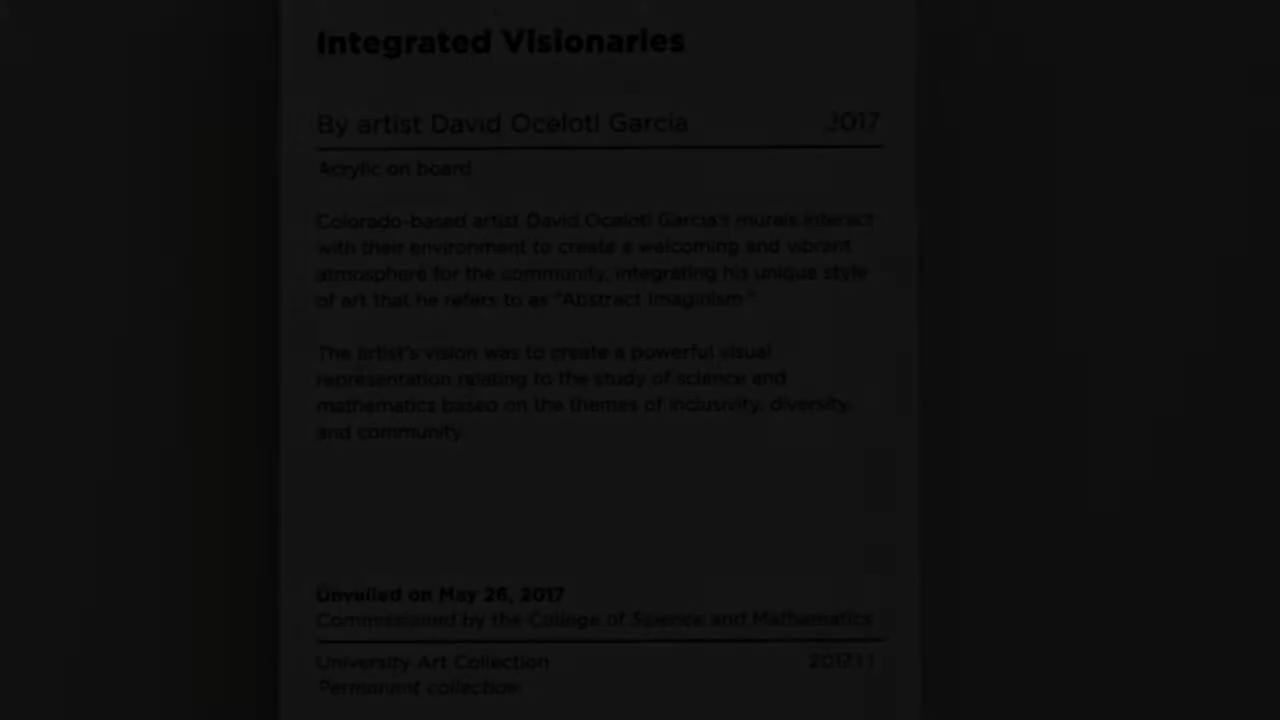 Integrated Visionaries
By artist David Ocelotl Garcia 2017
Acrylic on board
Colorado-based artist David Ocelotl Garcia's murals interact
with their environment to create a welcoming and vibrant
atmosphere for the community, integrating his unique style
of art that he refers to as "Abstract Imaginism."
The artist's vision was to create a powerful visual
representation relating to the study of science and
mathematics based on the themes of inclusivity, diversity,
and community.
Unveiled on May 26, 2017
Commissioned by the College of Science and Mathematics
University Art Collection
Permanent collection